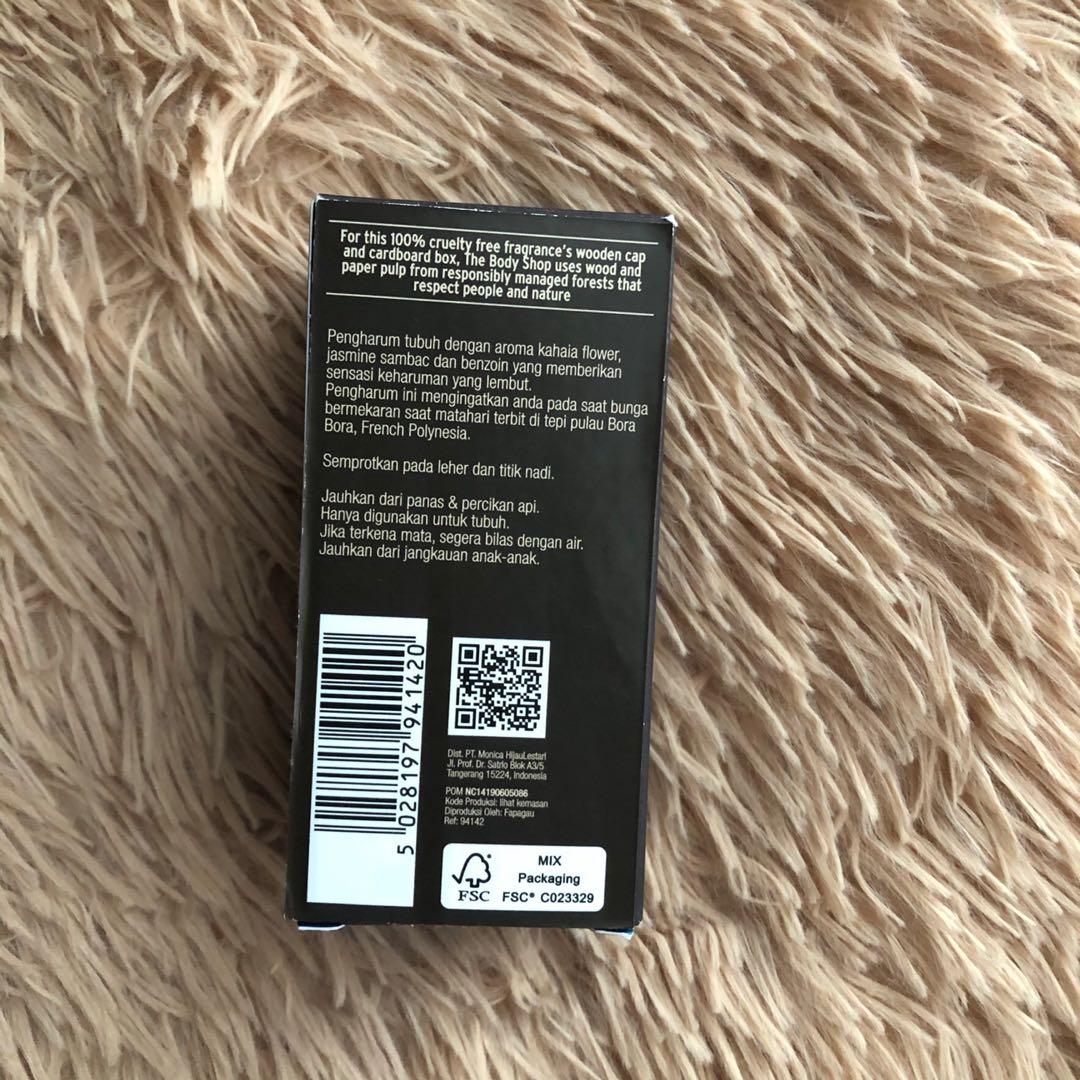 For this 100% cruelty free fragrance's wooden cap
and cardboard box, The Body Shop uses wood and
paper pulp from responsibly managed forests that
respect people and nature
Pengharum tubuh dengan aroma kahaia flower,
jasmine sambac dan benzoin yang memberikan
sensasi keharuman yang lembut.
Pengharum ini mengingatkan anda pada saat bunga
bermekaran saat matahari terbit di tepi pulau Bora
Bora, French Polynesia.
Semprotkan pada leher dan titik nadi.
Jauhkan dari panas & percikan api.
Hanya digunakan untuk tubuh.
Jika terkena mata, segera bilas dengan air.
Jauhkan dari jangkauan anak-anak.
5 028197 941420
Dist. PT. Monica HijauLestari
Jl. Prof. Dr. Satrio Blok A3/5
Tangerang 15224, Indonesia
POM NC14190605086
Kode Produksi: lihat kemasan
Diproduksi Oleh: Fapagau
Ref: 94142
FSC
MIX
Packaging
FSC® C023329